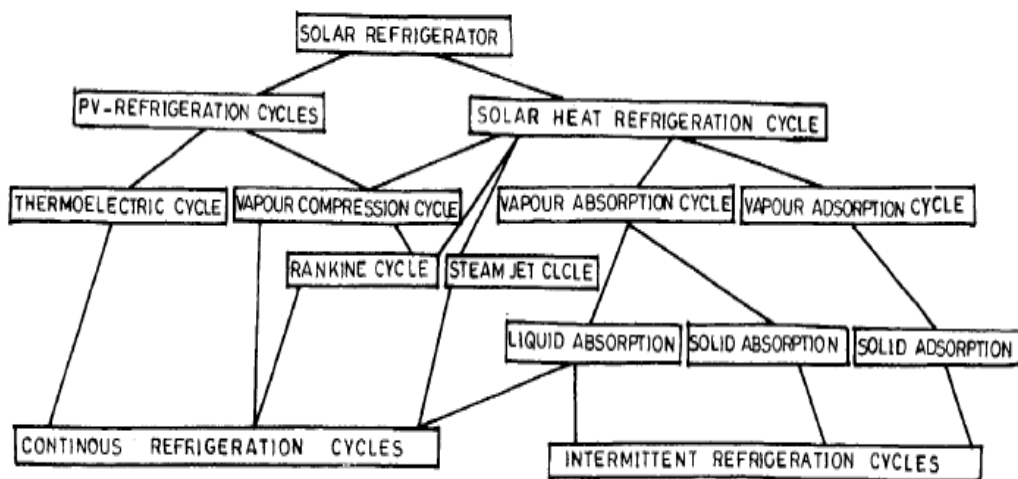 SOLAR REFRIGERATOR
PV-REFRIGERATION CYCLES
SOLAR HEAT REFRIGERATION CYCLE
THERMOELECTRIC CYCLE
VAPOUR COMPRESSION CYCLE
VAPOUR ABSORPTION CYCLE
VAPOUR ADSORPTION CYCLE
RANKINE CYCLE
STEAM JET CLCLE
LIQUID ABSORPTION
SOLID ABSORPTION
SOLID ADSORPTION
CONTINOUS REFRIGERATION CYCLES
INTERMITTENT REFRIGERATION CYCLES